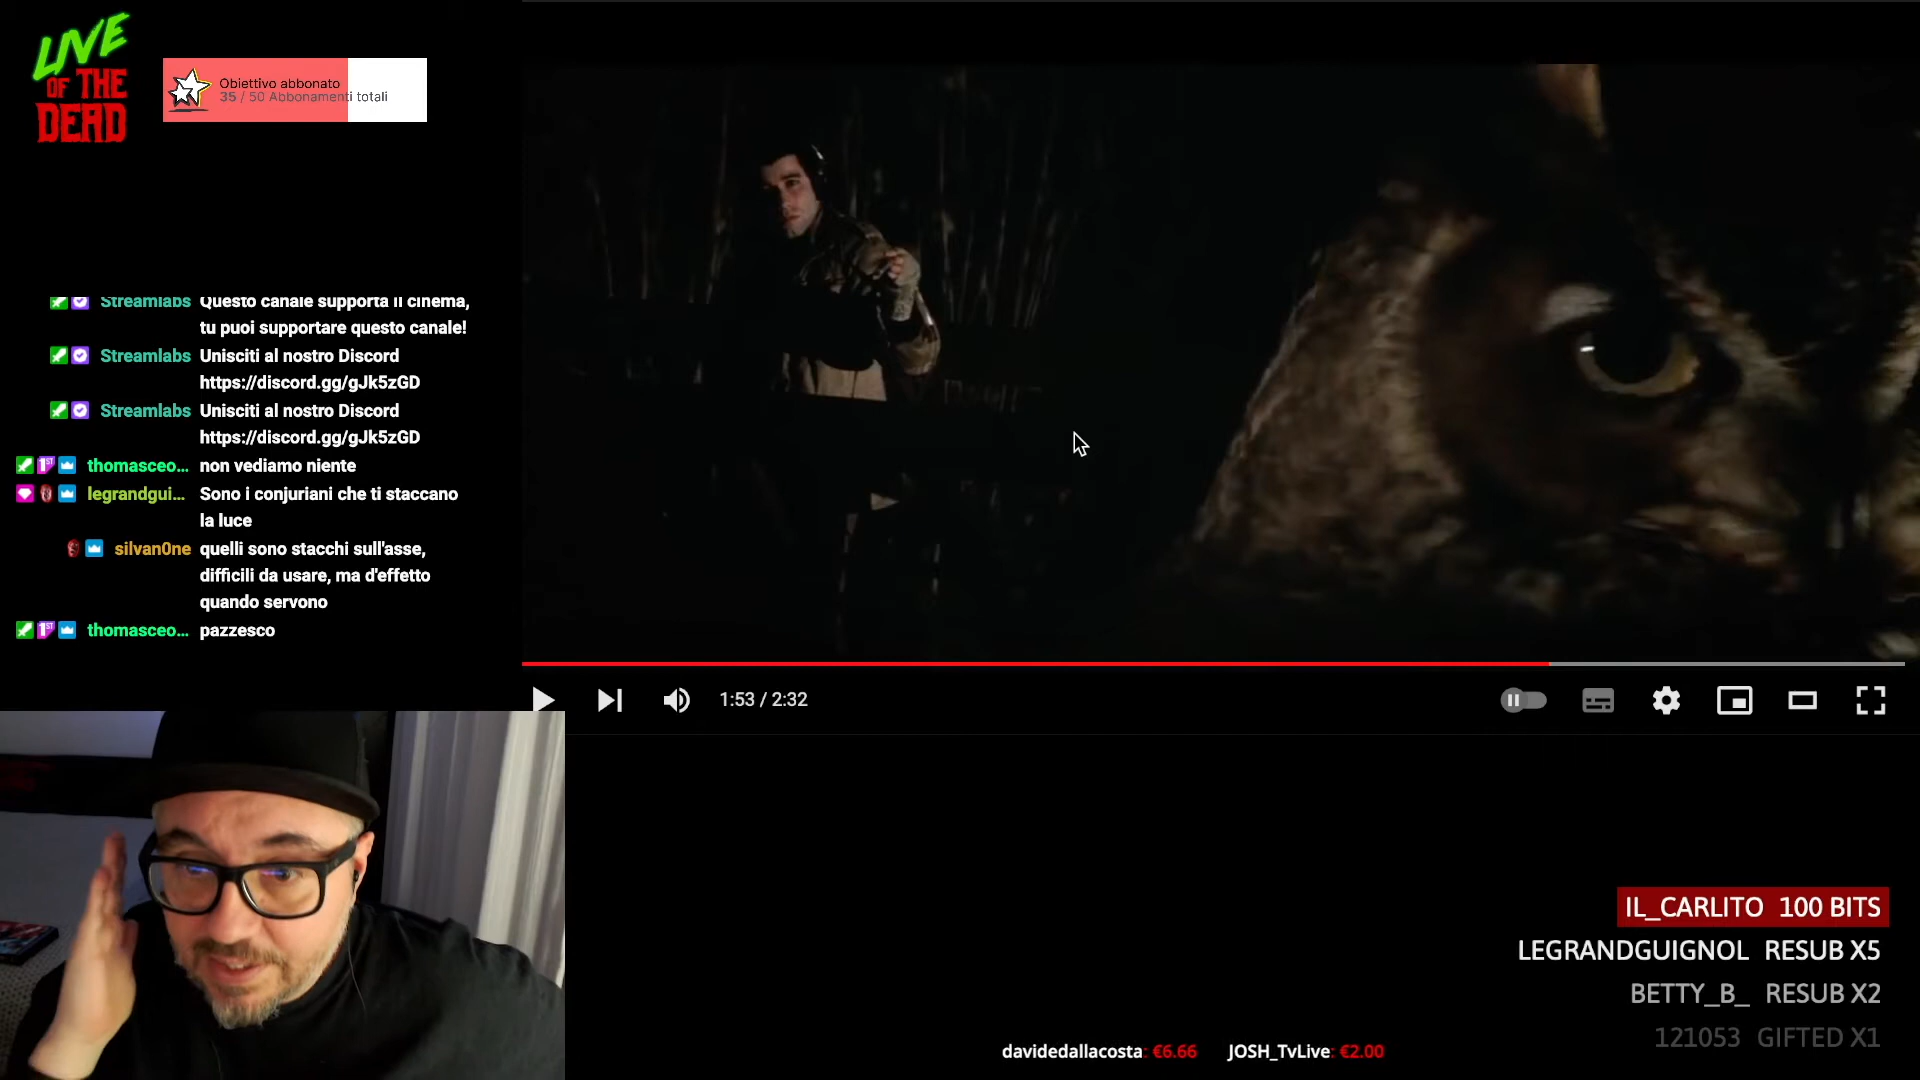 LIVE
OF THE
DEAD
Obiettivo abbonato
35 / 50 Abbonamenti totali
Streamlabs Questo canale supporta il cinema,
tu puoi supportare questo canale!
Streamlabs Unisciti al nostro Discord
https://discord.gg/gJk5zGD
Streamlabs Unisciti al nostro Discord
https://discord.gg/gJk5zGD
thomasceo... non vediamo niente
legrandgui... Sono i conjuriani che ti staccano
la luce
silvan0ne quelli sono stacchi sull'asse,
difficili da usare, ma d'effetto
quando servono
thomasceo... pazzesco
1:53 / 2:32
IL_CARLITO 100 BITS
LEGRANDGUIGNOL RESUB X5
BETTY_B_ RESUB X2
121053 GIFTED X1
davidedallacosta: €6.66 JOSH_TvLive: €2.00